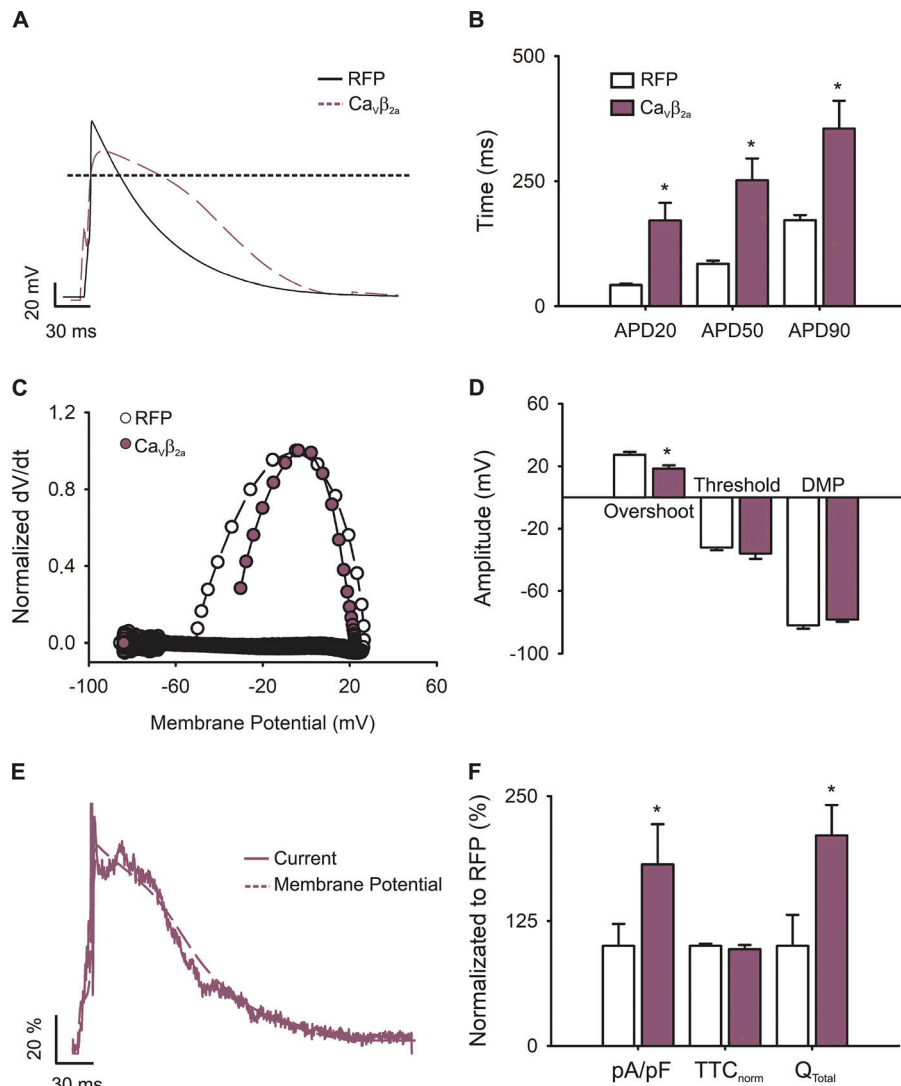 A
RFP
CaVβ2a
20 mV
30 ms
B
500
250
0
Time (ms)
RFP
CaVβ2a
*
*
*
APD20 APD50 APD90
C
1.2
0.8
0.4
0.0
Normalized dV/dt
RFP
CaVβ2a
-100 -60 -20 20 60
Membrane Potential (mV)
D
60
20
-20
-60
-100
Amplitude (mV)
*
Threshold DMP
Overshoot
E
Current
Membrane Potential
20 %
30 ms
F
250
125
0
Normalizated to RFP (%)
*
*
pA/pF TTCnorm QTotal